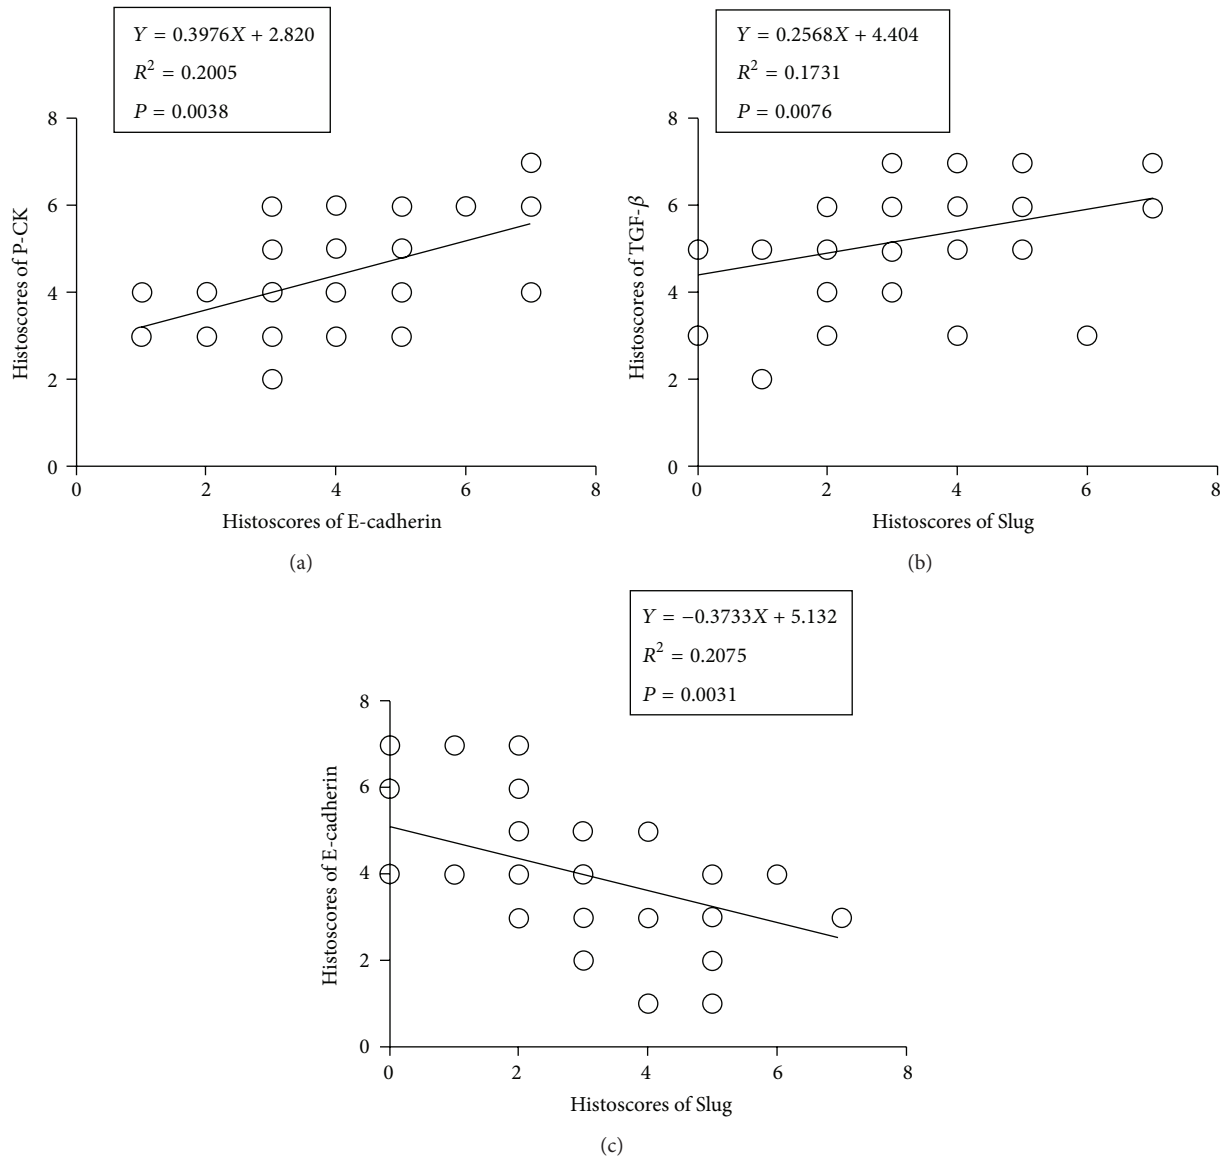 Y = 0.3976X + 2.820
R² = 0.2005
P = 0.0038
8
6
4
2
0
Histoscores of P-CK
0 2 4 6 8
Histoscores of E-cadherin
(a)
Y = 0.2568X + 4.404
R² = 0.1731
P = 0.0076
8
6
4
2
0
Histoscores of TGF-β
0 2 4 6 8
Histoscores of Slug
(b)
Y = −0.3733X + 5.132
R² = 0.2075
P = 0.0031
8
6
4
2
0
Histoscores of E-cadherin
0 2 4 6 8
Histoscores of Slug
(c)